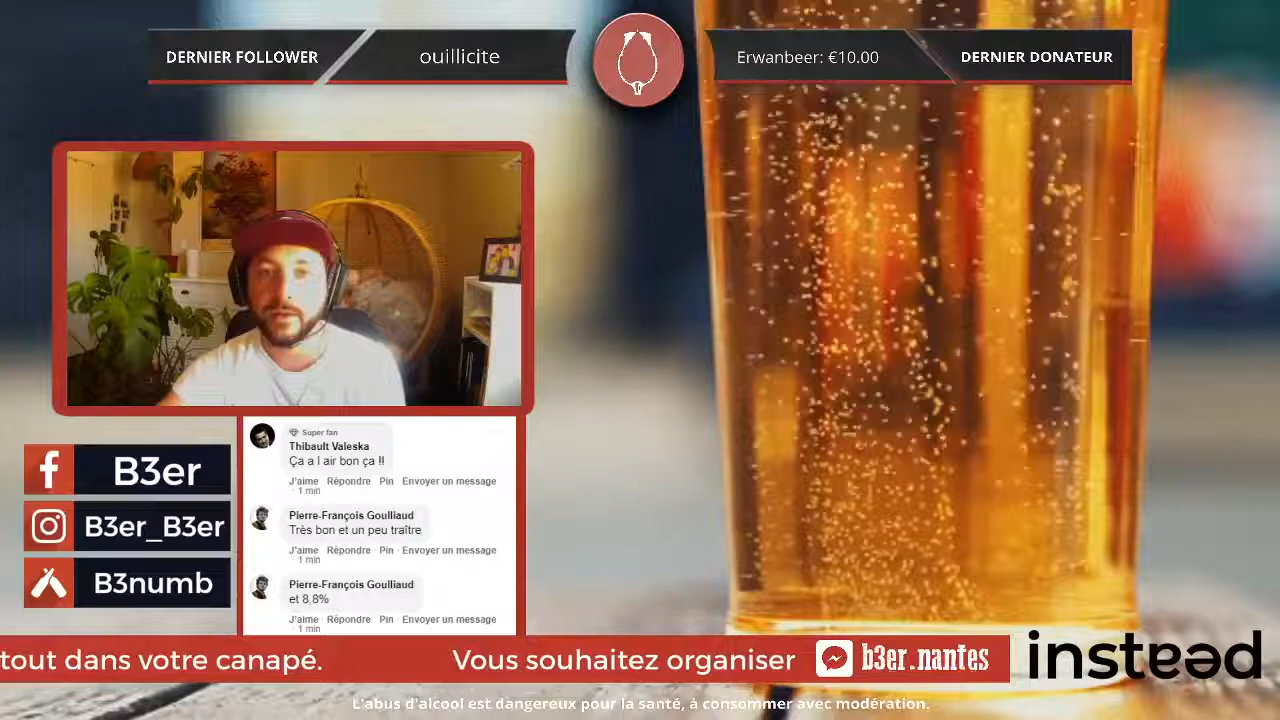 DERNIER FOLLOWER
ouillicite
Erwanbeer: €10.00
DERNIER DONATEUR
Super fan
Thibault Valeska
Ça a l air bon ça !!
J'aime Répondre Pin Envoyer un message
· 1 min
Pierre-François Goulliaud
Très bon et un peu traître
J'aime · Répondre · Pin · Envoyer un message
· 1 min
Pierre-François Goulliaud
et 8,8%
J'aime · Répondre · Pin · Envoyer un message
· 1 min
B3er
B3er_B3er
B3numb
tout dans votre canapé. Vous souhaitez organiser
b3er.nantes
instead
L'abus d'alcool est dangereux pour la santé, à consommer avec modération.